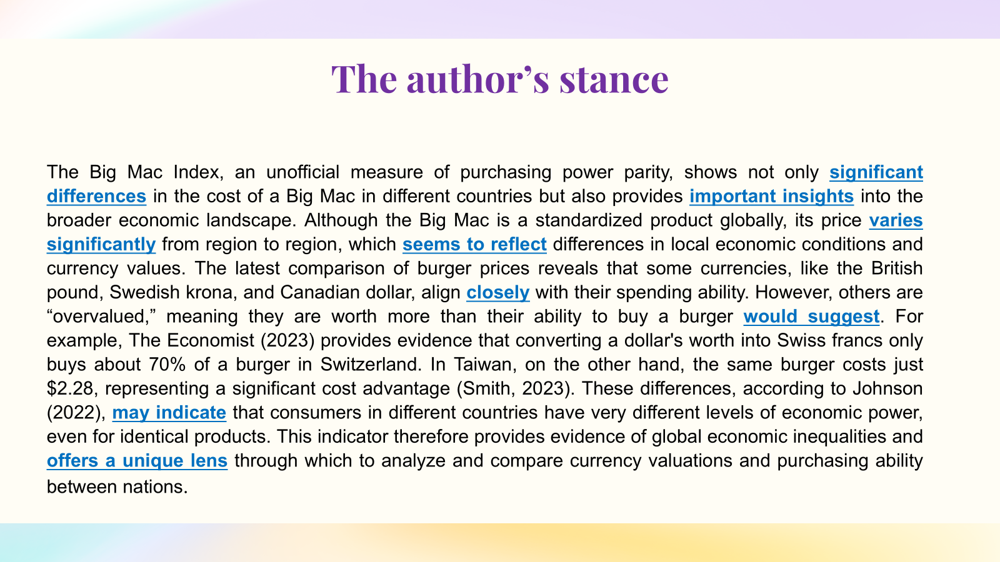 The author’s stance
The Big Mac Index, an unofficial measure of purchasing power parity, shows not only significant
differences in the cost of a Big Mac in different countries but also provides important insights into the
broader economic landscape. Although the Big Mac is a standardized product globally, its price varies
significantly from region to region, which seems to reflect differences in local economic conditions and
currency values. The latest comparison of burger prices reveals that some currencies, like the British
pound, Swedish krona, and Canadian dollar, align closely with their spending ability. However, others are
“overvalued,” meaning they are worth more than their ability to buy a burger would suggest. For
example, The Economist (2023) provides evidence that converting a dollar's worth into Swiss francs only
buys about 70% of a burger in Switzerland. In Taiwan, on the other hand, the same burger costs just
$2.28, representing a significant cost advantage (Smith, 2023). These differences, according to Johnson
(2022), may indicate that consumers in different countries have very different levels of economic power,
even for identical products. This indicator therefore provides evidence of global economic inequalities and
offers a unique lens through which to analyze and compare currency valuations and purchasing ability
between nations.